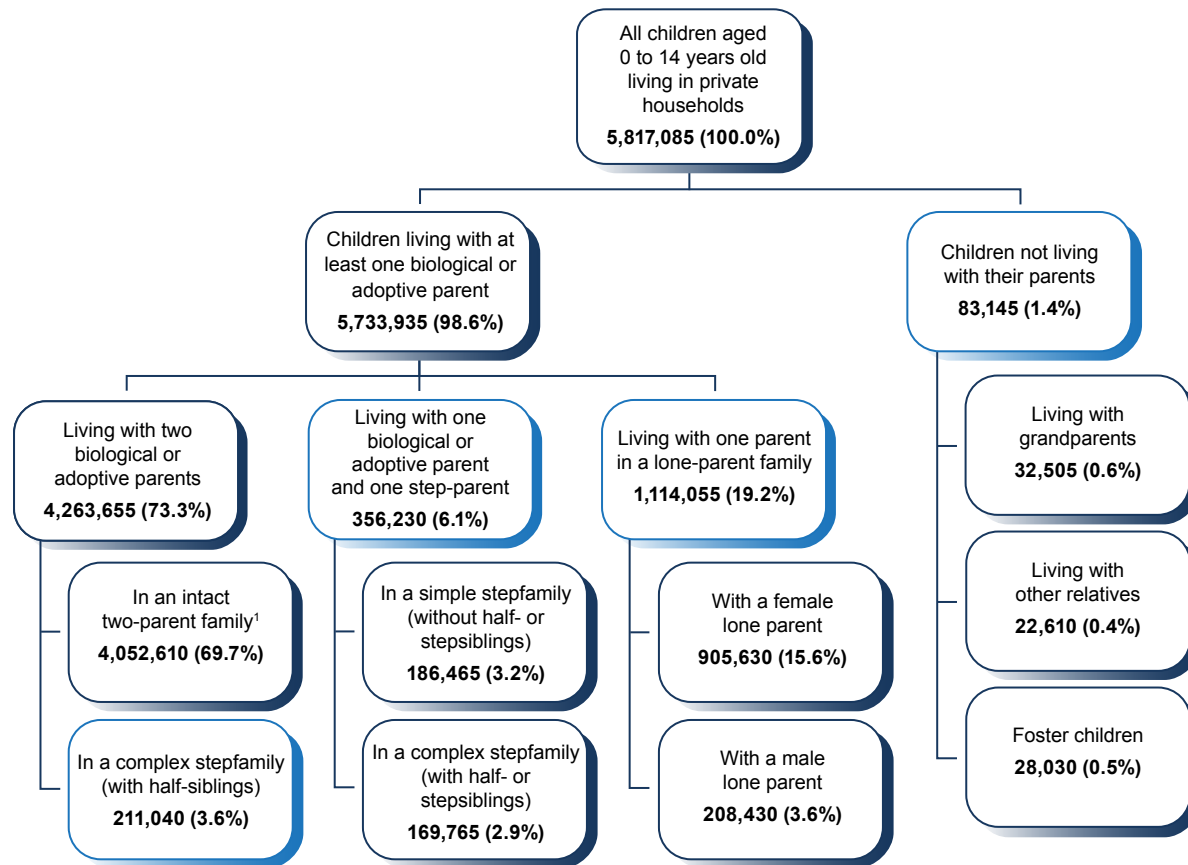 All children aged
0 to 14 years old
living in private
households
5,817,085 (100.0%)
Children living with at
least one biological or
adoptive parent
5,733,935 (98.6%)
Children not living
with their parents
83,145 (1.4%)
Living with two
biological or
adoptive parents
4,263,655 (73.3%)
Living with one
biological or
adoptive parent
and one step-parent
356,230 (6.1%)
Living with one parent
in a lone-parent family
1,114,055 (19.2%)
Living with
grandparents
32,505 (0.6%)
In an intact
two-parent family¹
4,052,610 (69.7%)
In a simple stepfamily
(without half- or
stepsiblings)
186,465 (3.2%)
With a female
lone parent
905,630 (15.6%)
Living with
other relatives
22,610 (0.4%)
In a complex stepfamily
(with half-siblings)
211,040 (3.6%)
In a complex stepfamily
(with half- or
stepsiblings)
169,765 (2.9%)
With a male
lone parent
208,430 (3.6%)
Foster children
28,030 (0.5%)